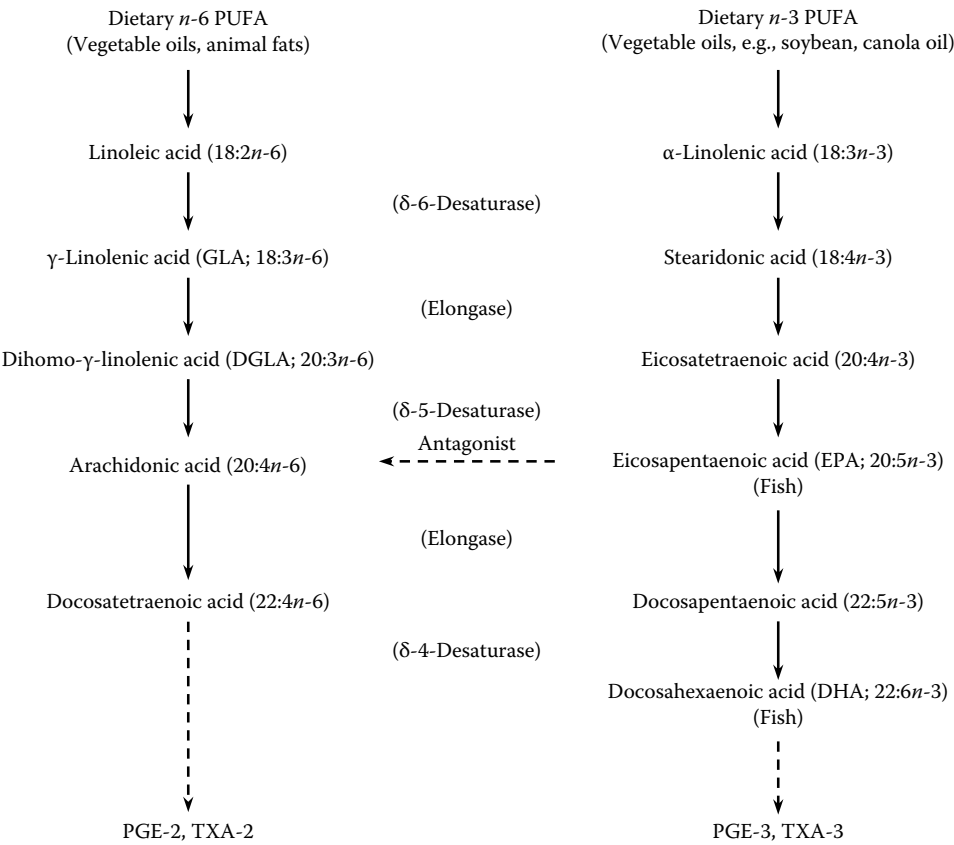 Dietary n-6 PUFA
(Vegetable oils, animal fats)
Dietary n-3 PUFA
(Vegetable oils, e.g., soybean, canola oil)
Linoleic acid (18:2n-6)
α-Linolenic acid (18:3n-3)
(δ-6-Desaturase)
γ-Linolenic acid (GLA; 18:3n-6)
Stearidonic acid (18:4n-3)
(Elongase)
Dihomo-γ-linolenic acid (DGLA; 20:3n-6)
Eicosatetraenoic acid (20:4n-3)
(δ-5-Desaturase)
Antagonist
Arachidonic acid (20:4n-6)
Eicosapentaenoic acid (EPA; 20:5n-3)
(Fish)
(Elongase)
Docosatetraenoic acid (22:4n-6)
Docosapentaenoic acid (22:5n-3)
(δ-4-Desaturase)
Docosahexaenoic acid (DHA; 22:6n-3)
(Fish)
PGE-2, TXA-2
PGE-3, TXA-3